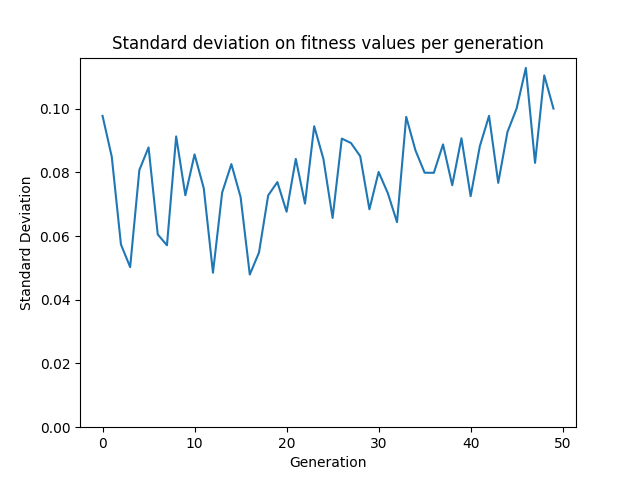 Standard deviation on fitness values per generation
0.10
0.08
0.06
0.04
0.02
0.00
Standard Deviation
0 10 20 30 40 50
Generation